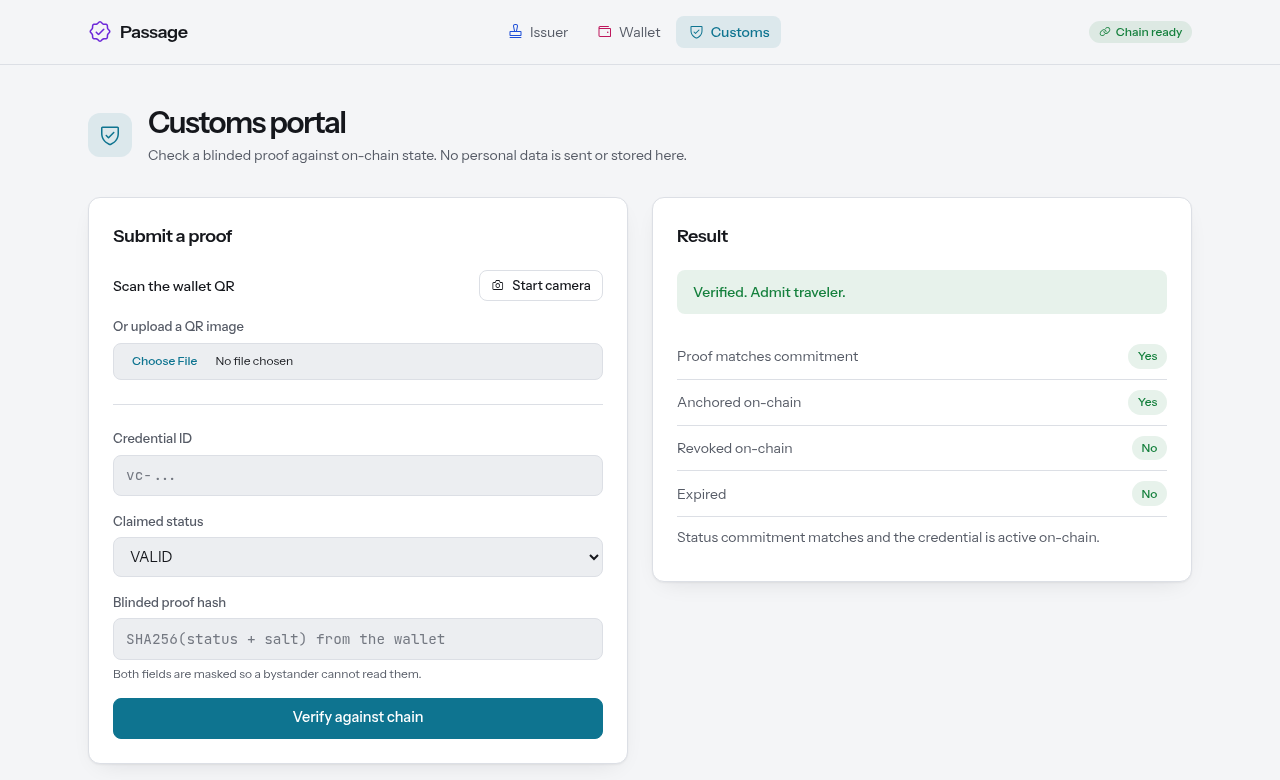 Passage
Issuer
Wallet
Customs
Chain ready
Customs portal
Check a blinded proof against on-chain state. No personal data is sent or stored here.
Submit a proof
Scan the wallet QR
Start camera
Or upload a QR image
Choose File No file chosen
Credential ID
vc-...
Claimed status
VALID
Blinded proof hash
SHA256(status + salt) from the wallet
Both fields are masked so a bystander cannot read them.
Verify against chain
Result
Verified. Admit traveler.
Proof matches commitment Yes
Anchored on-chain Yes
Revoked on-chain No
Expired No
Status commitment matches and the credential is active on-chain.